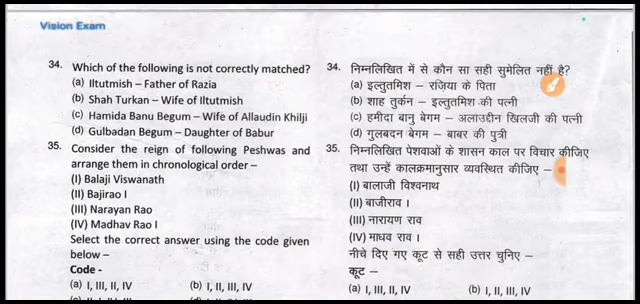 Vision Exam
34. Which of the following is not correctly matched?
(a) Iltutmish – Father of Razia
(b) Shah Turkan – Wife of Iltutmish
(c) Hamida Banu Begum – Wife of Allaudin Khilji
(d) Gulbadan Begum – Daughter of Babur
35. Consider the reign of following Peshwas and
arrange them in chronological order –
(I) Balaji Viswanath
(II) Bajirao I
(III) Narayan Rao
(IV) Madhav Rao I
Select the correct answer using the code given
below –
Code -
(a) I, III, II, IV (b) I, II, III, IV
34. निम्नलिखित में से कौन सा सही सुमेलित नहीं है?
(a) इल्तुतमिश – रज़िया के पिता
(b) शाह तुर्कन – इल्तुतमिश की पत्नी
(c) हमीदा बानु बेगम – अलाउद्दीन खिलजी की पत्नी
(d) गुलबदन बेगम – बाबर की पुत्री
35. निम्नलिखित पेशवाओं के शासन काल पर विचार कीजिए
तथा उन्हें कालक्रमानुसार व्यवस्थित कीजिए –
(I) बालाजी विश्वनाथ
(II) बाजीराव ।
(III) नारायण राव
(IV) माधव राव ।
नीचे दिए गए कूट से सही उत्तर चुनिए –
कूट –
(a) I, III, II, IV (b) I, II, III, IV